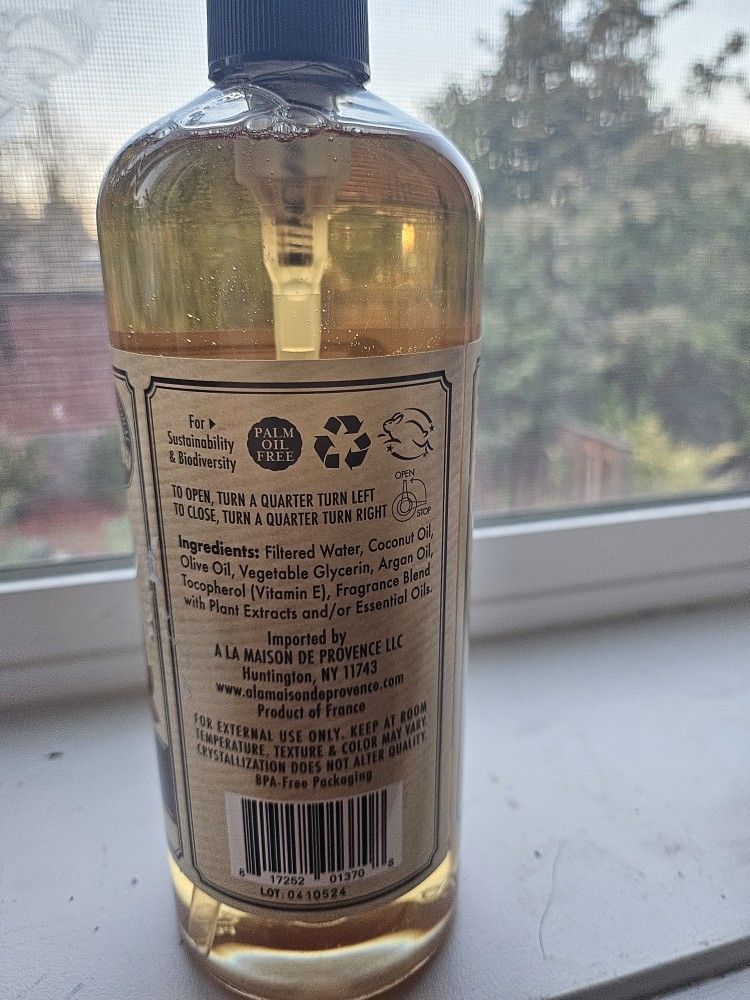 For
Sustainability
& Biodiversity
PALM
OIL
FREE
TO OPEN, TURN A QUARTER TURN LEFT
TO CLOSE, TURN A QUARTER TURN RIGHT
OPEN
STOP
Ingredients: Filtered Water, Coconut Oil,
Olive Oil, Vegetable Glycerin, Argan Oil,
Tocopherol (Vitamin E), Fragrance Blend
with Plant Extracts and/or Essential Oils.
Imported by
A LA MAISON DE PROVENCE LLC
Huntington, NY 11743
www.alamaisondeprovence.com
Product of France
FOR EXTERNAL USE ONLY. KEEP AT ROOM
TEMPERATURE. TEXTURE & COLOR MAY VARY.
CRYSTALLIZATION DOES NOT ALTER QUALITY.
BPA-Free Packaging
8 17252 01370 8
LOT: 0410524